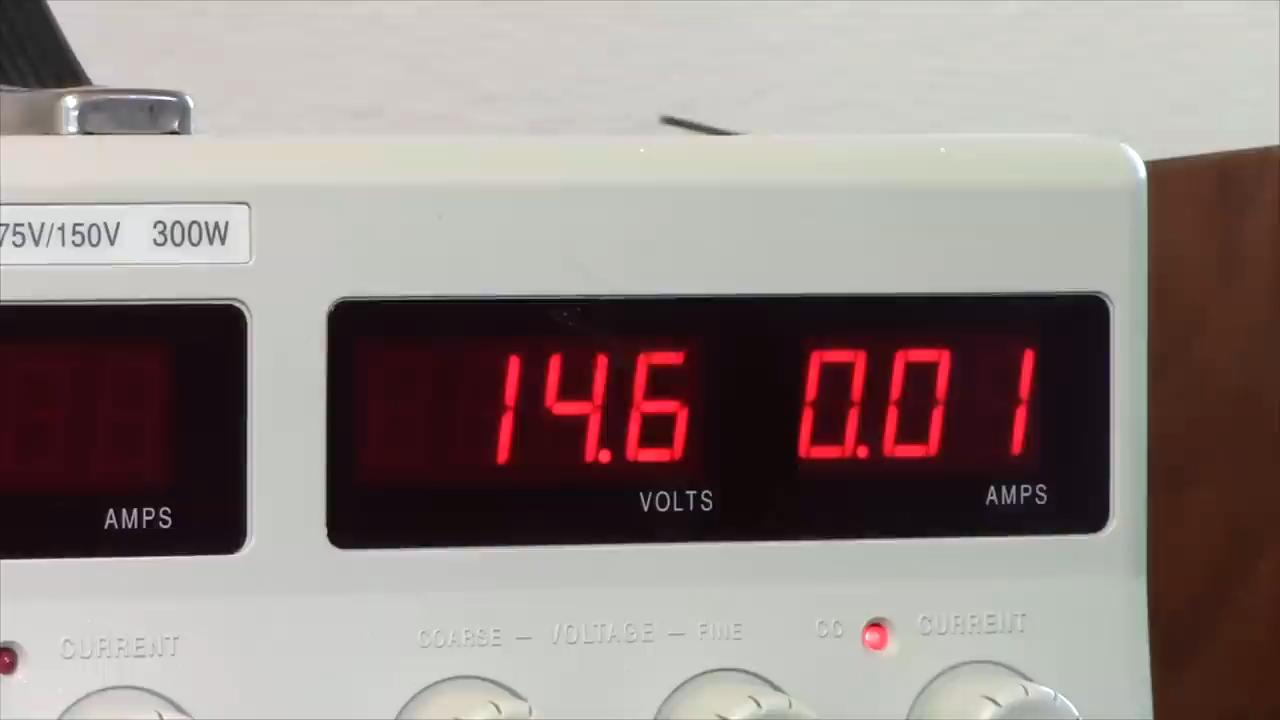 75V/150V 300W
14.6 0.01
VOLTS AMPS
AMPS
CURRENT COARSE — VOLTAGE — FINE CC CURRENT